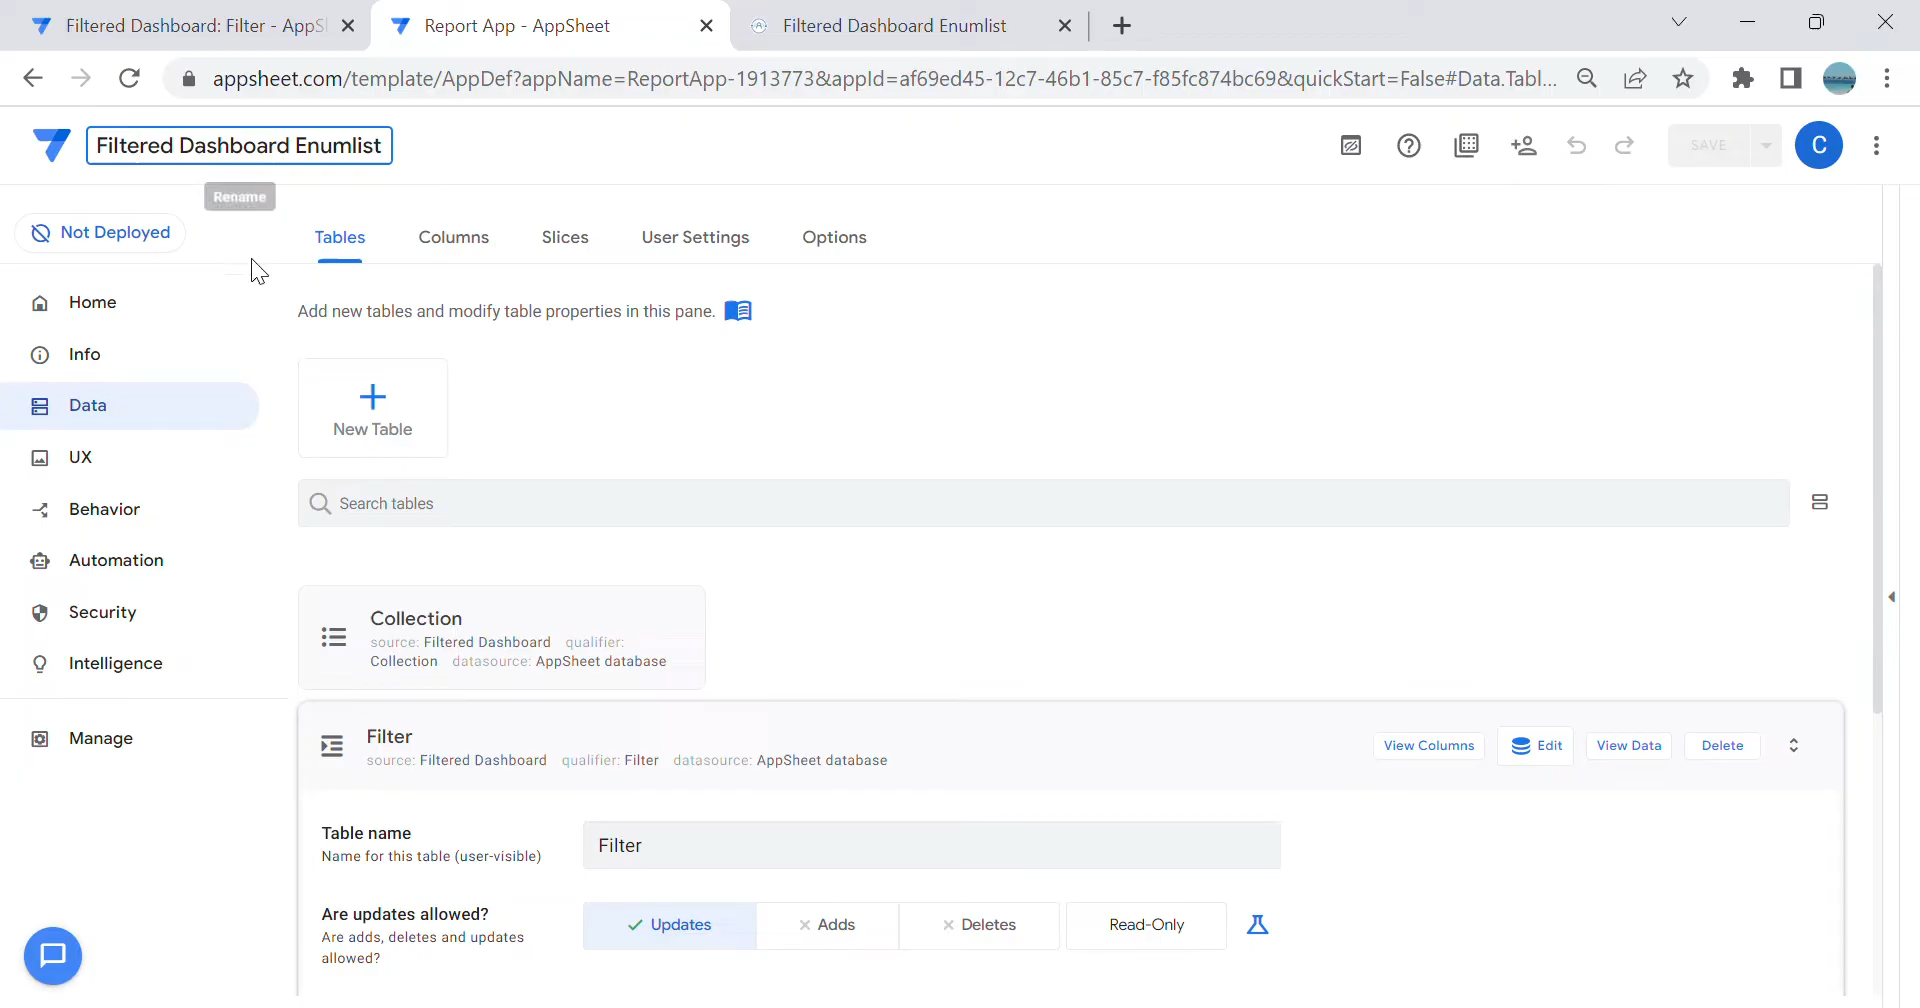 Filtered Dashboard: Filter - AppS
Report App - AppSheet
Filtered Dashboard Enumlist
appsheet.com/template/AppDef?appName=ReportApp-1913773&appId=af69ed45-12c7-46b1-85c7-f85fc874bc69&quickStart=False#Data.Tabl...
Filtered Dashboard Enumlist
SAVE
C
Rename
Not Deployed
Tables Columns Slices User Settings Options
Home
Info
Data
UX
Behavior
Automation
Security
Intelligence
Manage
Add new tables and modify table properties in this pane.
New Table
Search tables
Collection
source: Filtered Dashboard qualifier:
Collection datasource: AppSheet database
Filter
source: Filtered Dashboard qualifier: Filter datasource: AppSheet database
View Columns Edit View Data Delete
Table name
Name for this table (user-visible)
Filter
Are updates allowed?
Are adds, deletes and updates
allowed?
Updates Adds Deletes Read-Only